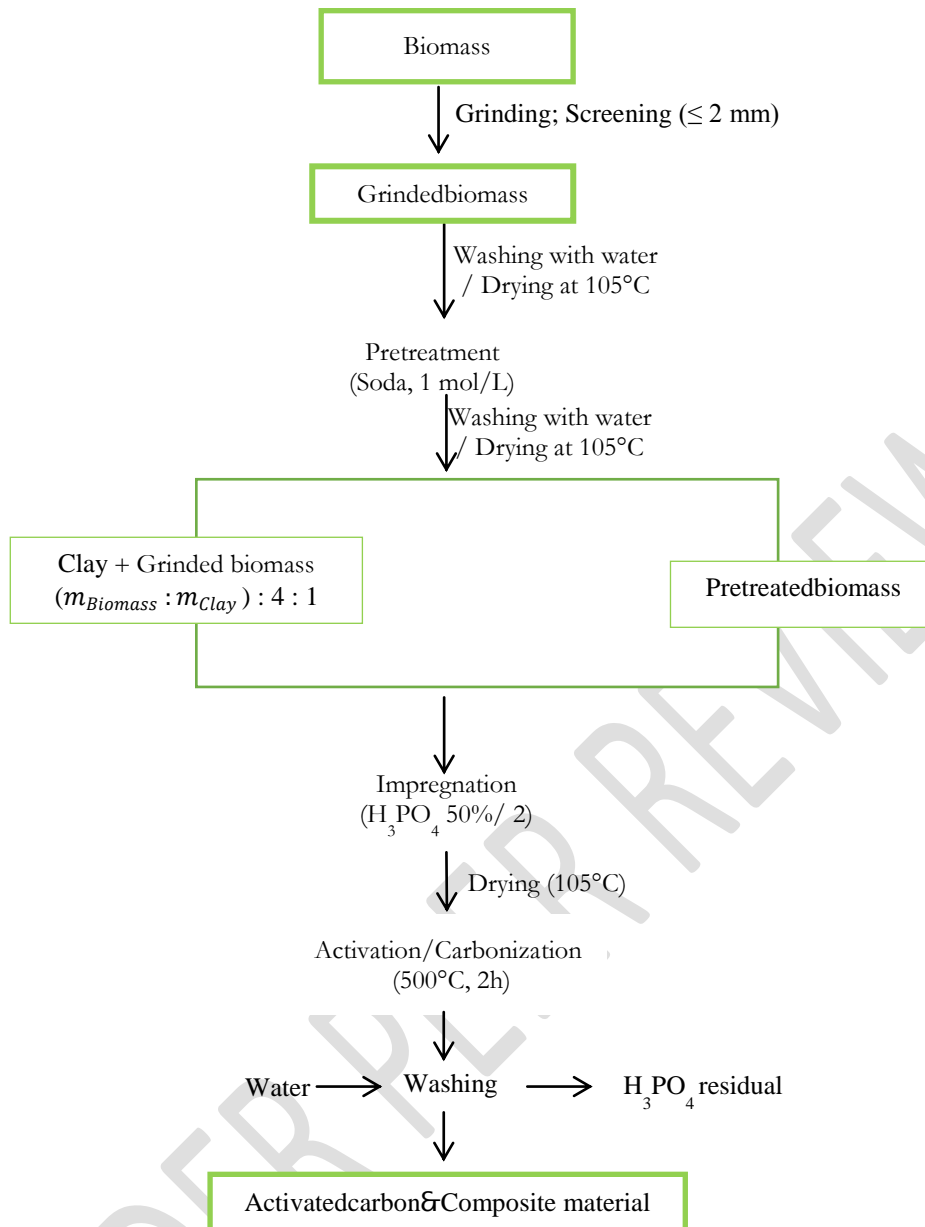 Biomass
Grinding; Screening (≤ 2 mm)
Grindedbiomass
Washing with water
/ Drying at 105°C
Pretreatment
(Soda, 1 mol/L)
Washing with water
/ Drying at 105°C
Clay + Grinded biomass
(m_Biomass : m_Clay) : 4 : 1
Pretreatedbiomass
Impregnation
(H₃PO₄ 50%/ 2)
Drying (105°C)
Activation/Carbonization
(500°C, 2h)
Water
Washing
H₃PO₄ residual
Activatedcarbon&Composite material